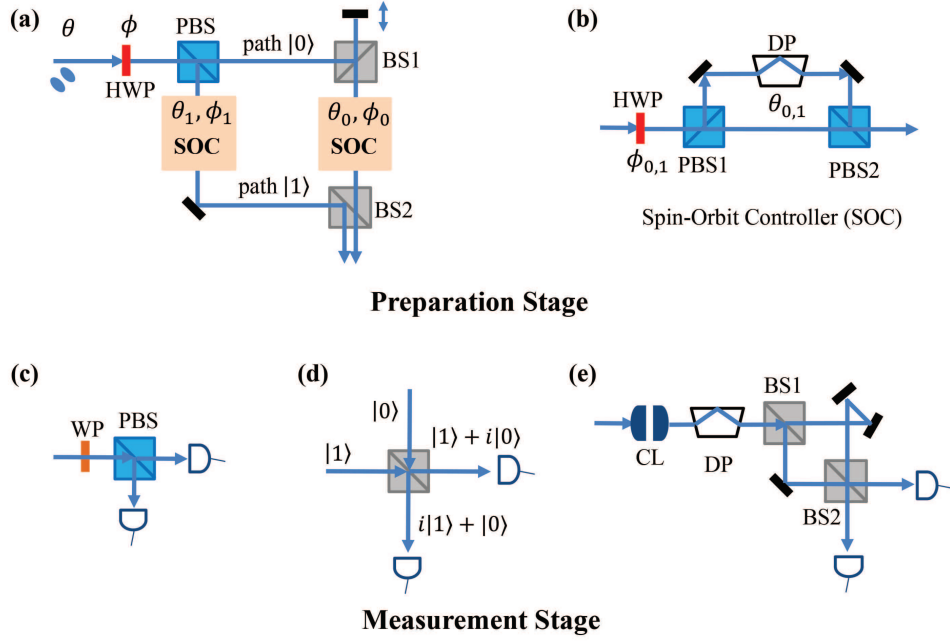 (a)
θ
ϕ
HWP
PBS
path |0⟩
BS1
θ₁, ϕ₁
SOC
θ₀, ϕ₀
SOC
path |1⟩
BS2
(b)
DP
HWP
θ₀,₁
ϕ₀,₁
PBS1
PBS2
Spin-Orbit Controller (SOC)
Preparation Stage
(c)
WP
PBS
(d)
|0⟩
|1⟩
|1⟩ + i|0⟩
i|1⟩ + |0⟩
(e)
BS1
CL
DP
BS2
Measurement Stage